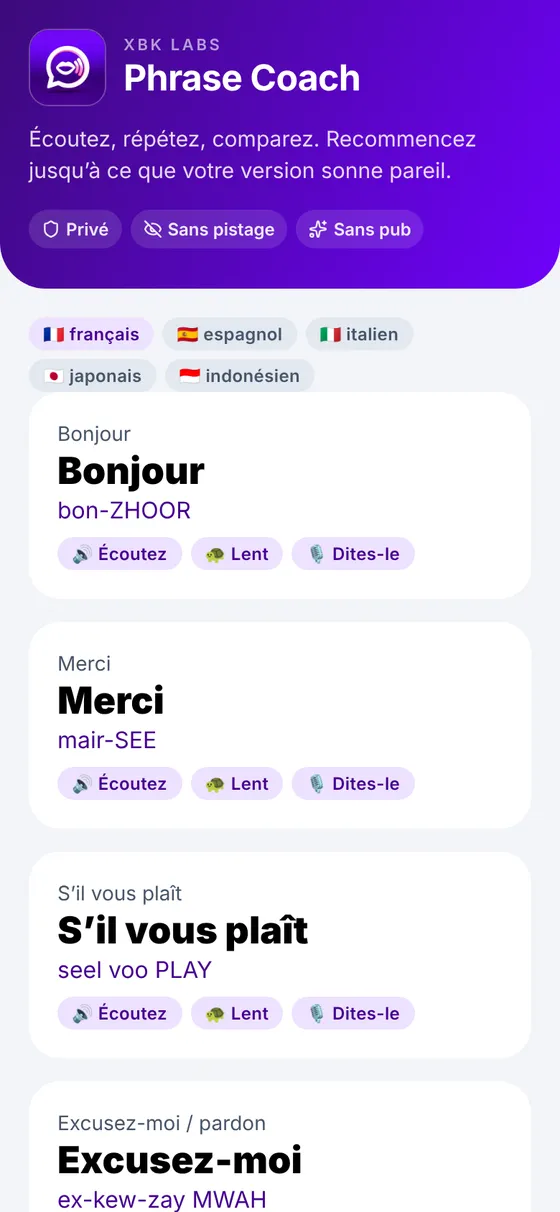 XBK LABS
Phrase Coach
Écoutez, répétez, comparez. Recommencez
jusqu’à ce que votre version sonne pareil.
Privé Sans pistage Sans pub
français espagnol italien
japonais indonésien
Bonjour
Bonjour
bon-ZHOOR
Écoutez Lent Dites-le
Merci
Merci
mair-SEE
Écoutez Lent Dites-le
S’il vous plaît
S’il vous plaît
seel voo PLAY
Écoutez Lent Dites-le
Excusez-moi / pardon
Excusez-moi
ex-kew-zay MWAH